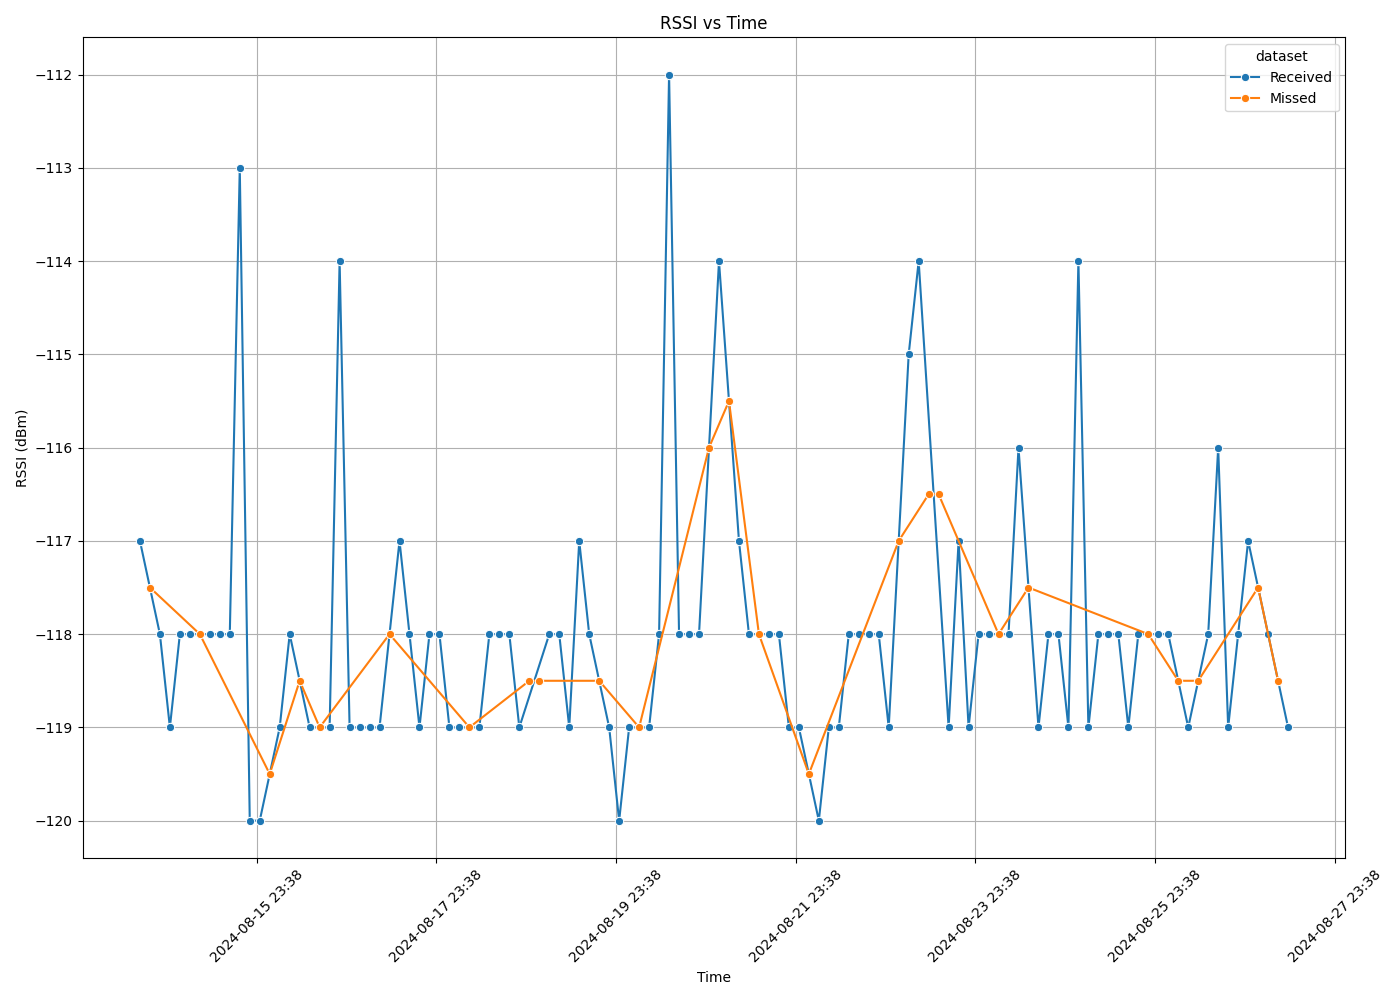 RSSI vs Time
dataset
Received
Missed
RSSI (dBm)
−112
−113
−114
−115
−116
−117
−118
−119
−120
2024-08-15 23:38
2024-08-17 23:38
2024-08-19 23:38
2024-08-21 23:38
2024-08-23 23:38
2024-08-25 23:38
2024-08-27 23:38
Time